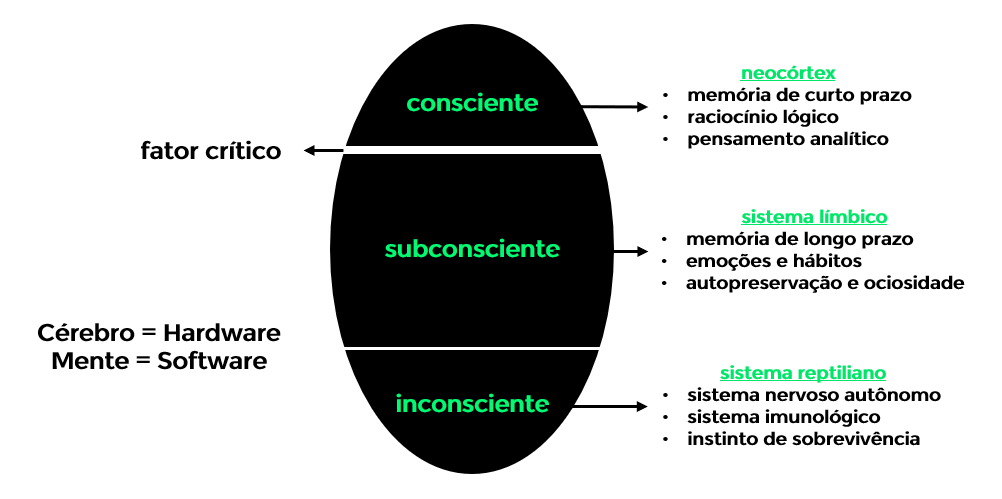 consciente
neocórtex
• memória de curto prazo
• raciocínio lógico
• pensamento analítico
fator crítico
subconsciente
sistema límbico
• memória de longo prazo
• emoções e hábitos
• autopreservação e ociosidade
Cérebro = Hardware
Mente = Software
inconsciente
sistema reptiliano
• sistema nervoso autônomo
• sistema imunológico
• instinto de sobrevivência